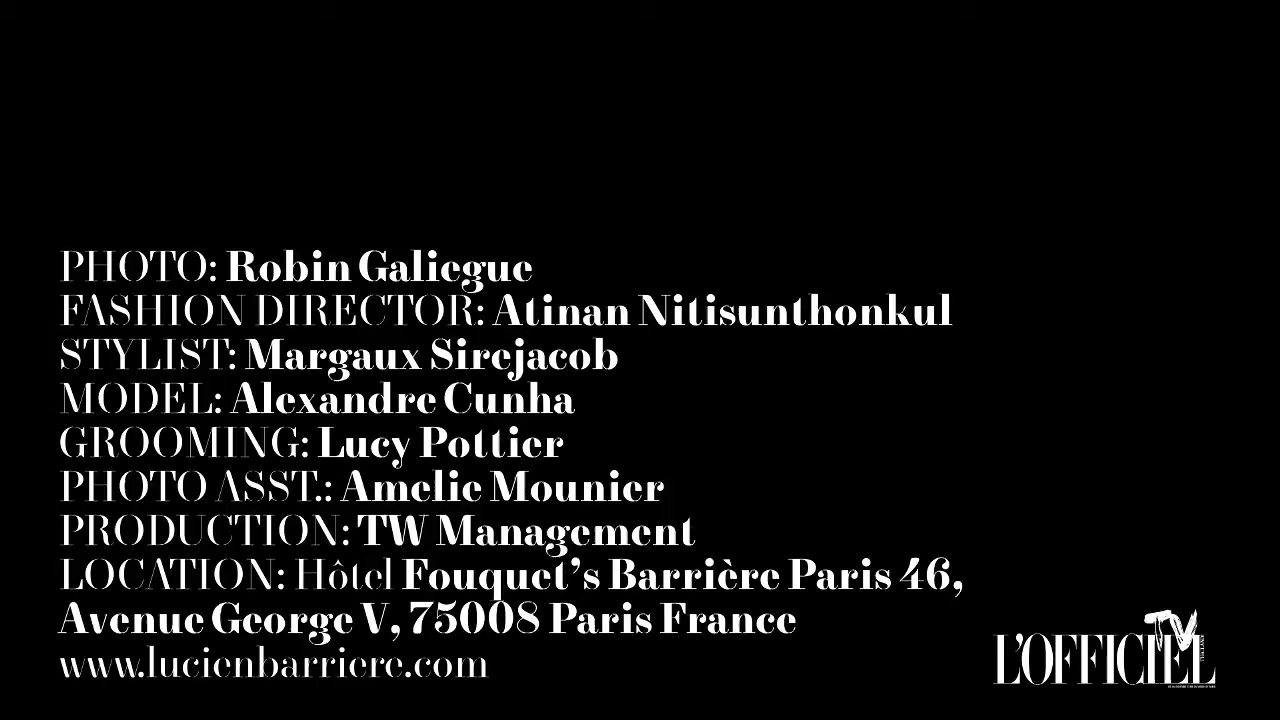 PHOTO: Robin Galiegue
FASHION DIRECTOR: Atinan Nitisunthonkul
STYLIST: Margaux Sirejacob
MODEL: Alexandre Cunha
GROOMING: Lucy Pottier
PHOTO ASST.: Amelie Mounier
PRODUCTION: TW Management
LOCATION: Hôtel Fouquet’s Barrière Paris 46,
Avenue George V, 75008 Paris France
www.lucienbarriere.com
TV
L’OFFICIEL